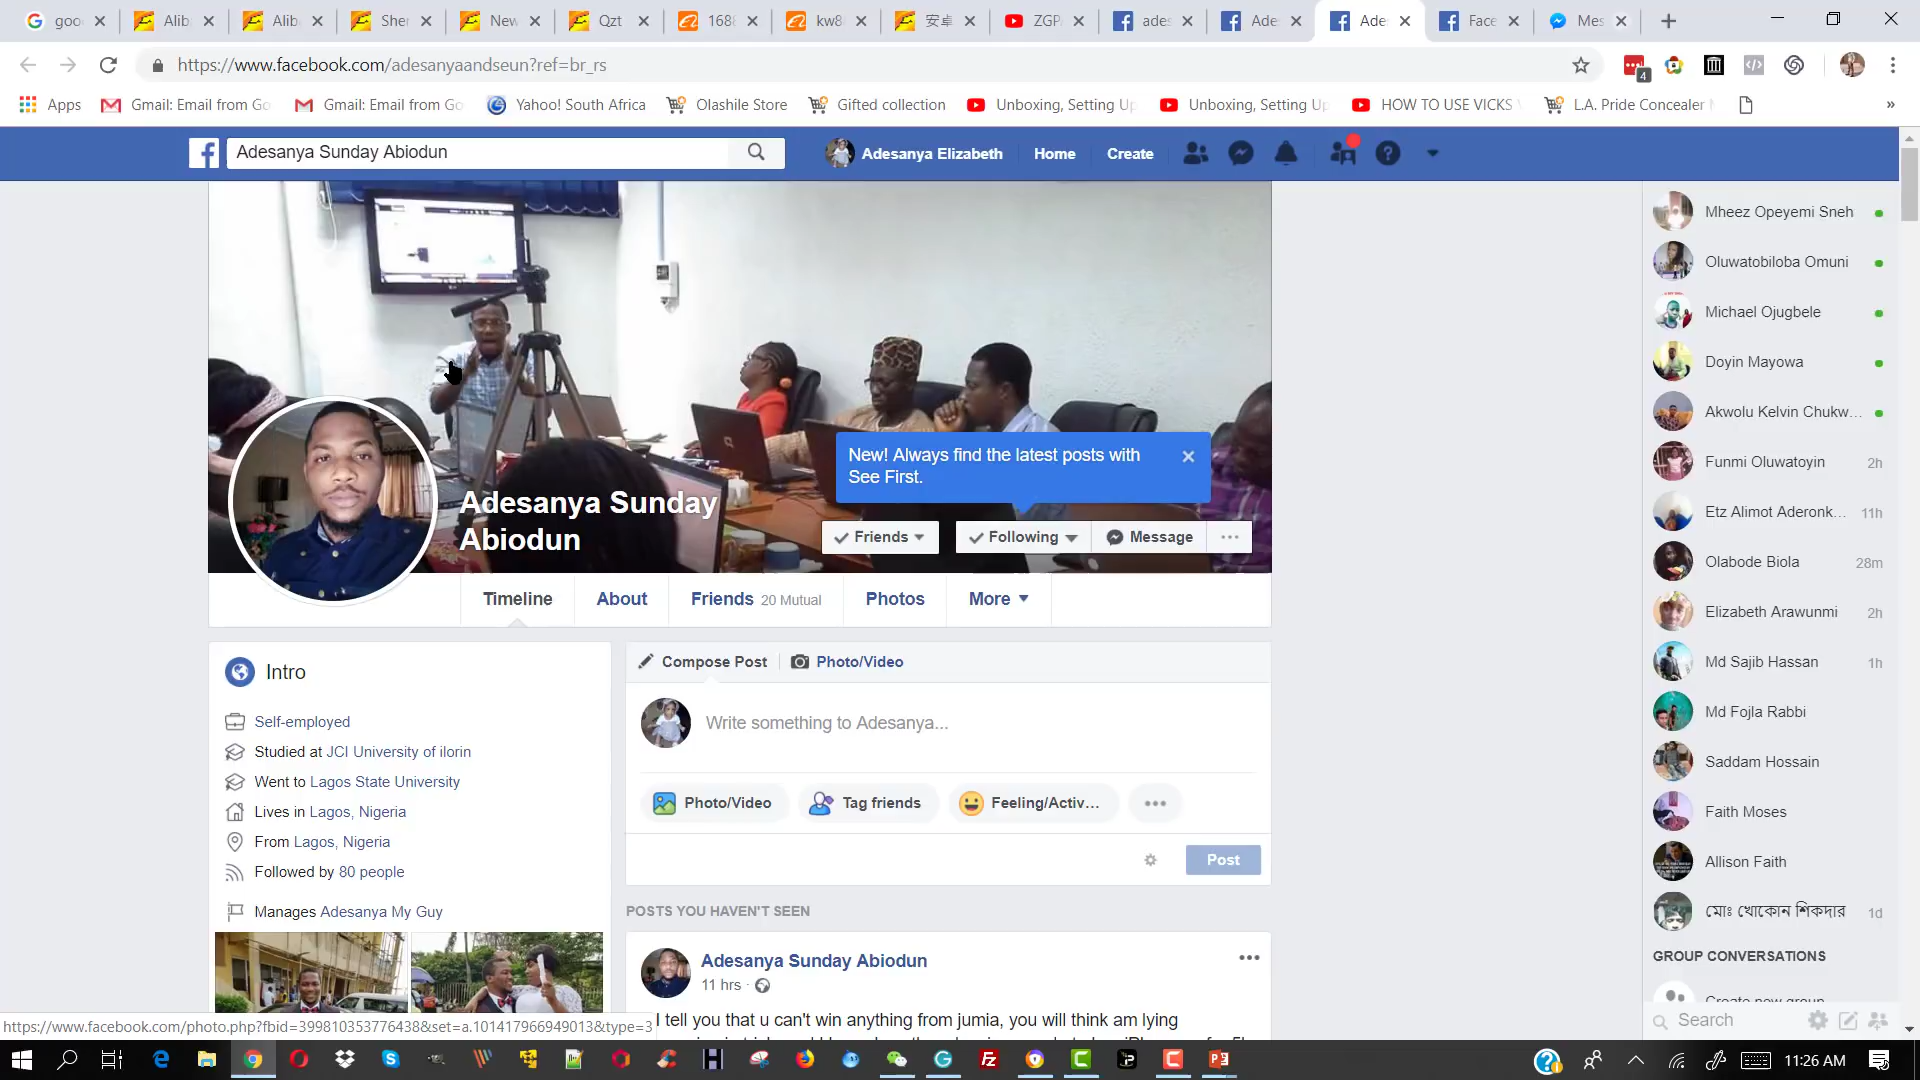 goo
Alib
Alib
Sher
New
Qzt
1688
kw8
安卓
ZGP
ades
Ade
Ade
Face
Mes
https://www.facebook.com/adesanyaandseun?ref=br_rs
4
Apps
Gmail: Email from Go
Gmail: Email from Go
Yahoo! South Africa
Olashile Store
Gifted collection
Unboxing, Setting Up
Unboxing, Setting Up
HOW TO USE VICKS
L.A. Pride Concealer
»
Adesanya Sunday Abiodun
Adesanya Elizabeth
Home
Create
New! Always find the latest posts with
See First.
Adesanya Sunday
Abiodun
Friends
Following
Message
Timeline
About
Friends 20 Mutual
Photos
More
Intro
Self-employed
Studied at JCI University of ilorin
Went to Lagos State University
Lives in Lagos, Nigeria
From Lagos, Nigeria
Followed by 80 people
Manages Adesanya My Guy
Compose Post
Photo/Video
Write something to Adesanya...
Photo/Video
Tag friends
Feeling/Activ...
Post
POSTS YOU HAVEN'T SEEN
Adesanya Sunday Abiodun
11 hrs ·
I tell you that u can't win anything from jumia, you will think am lying
Mheez Opeyemi Sneh
Oluwatobiloba Omuni
Michael Ojugbele
Doyin Mayowa
Akwolu Kelvin Chukw...
Funmi Oluwatoyin 2h
Etz Alimot Aderonk... 11h
Olabode Biola 28m
Elizabeth Arawunmi 2h
Md Sajib Hassan 1h
Md Fojla Rabbi
Saddam Hossain
Faith Moses
Allison Faith
মোঃ খোকোন শিকদার 1d
GROUP CONVERSATIONS
Create new group
Search
https://www.facebook.com/photo.php?fbid=399810353776438&set=a.101417966949013&type=3
11:26 AM